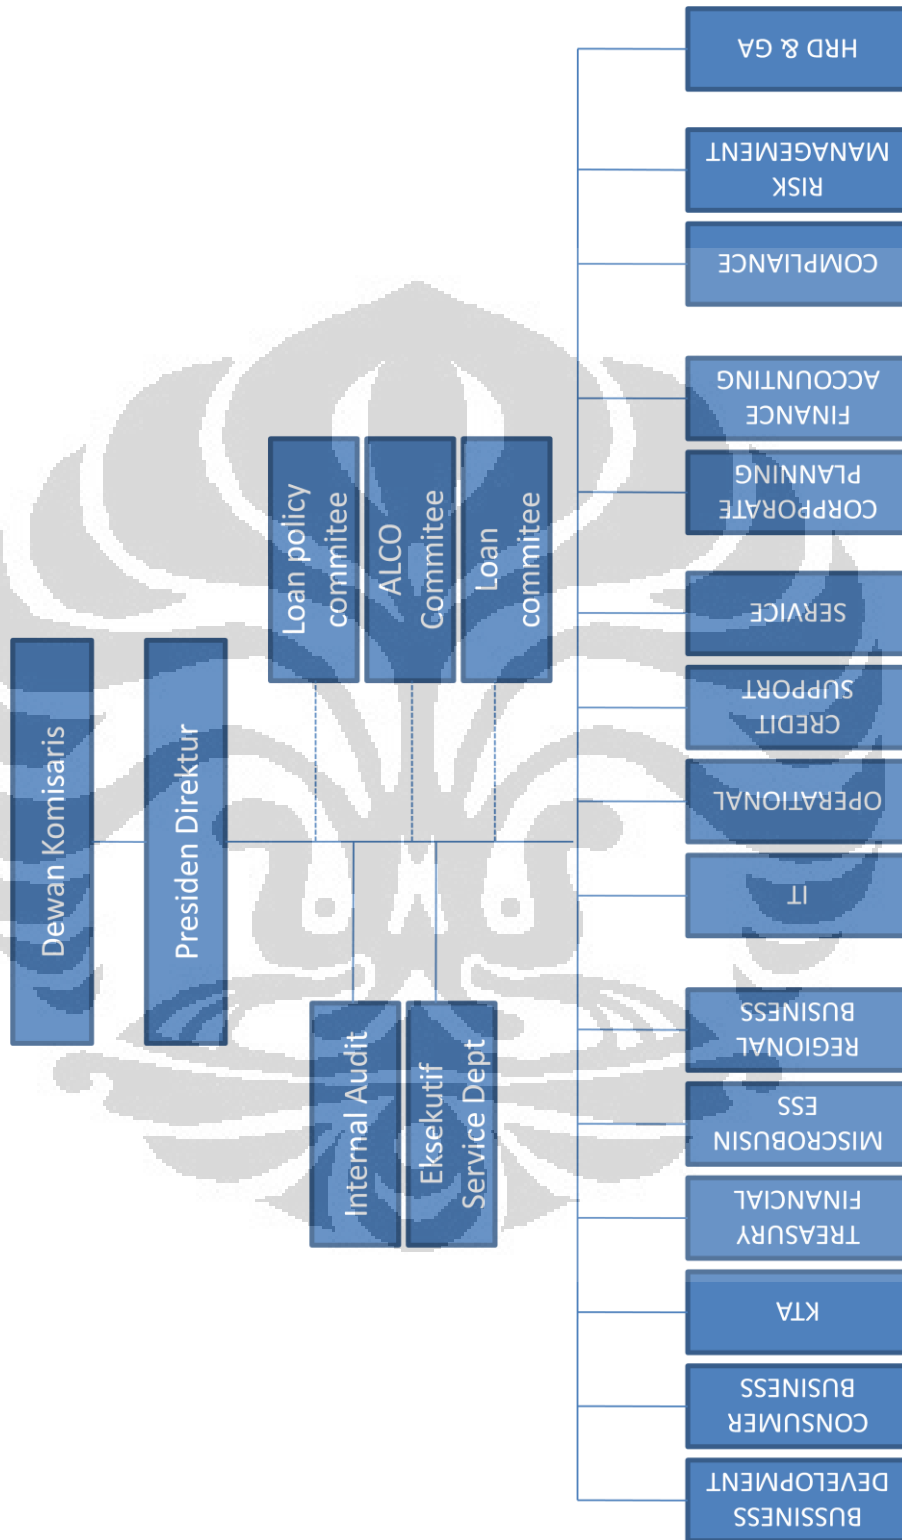 Dewan Komisaris
Presiden Direktur
Internal Audit
Eksekutif
Service Dept
Loan policy
commitee
ALCO
Committee
Loan
committee
BUSSINESS
DEVELOPMENT
CONSUMER
BUSINESS
KTA
TREASURY
FINANCIAL
MISCROBUSIN
ESS
REGIONAL
BUSINESS
IT
OPERATIONAL
CREDIT
SUPPORT
SERVICE
CORPPORATE
PLANNING
FINANCE
ACCOUNTING
COMPLIANCE
RISK
MANAGEMENT
HRD & GA